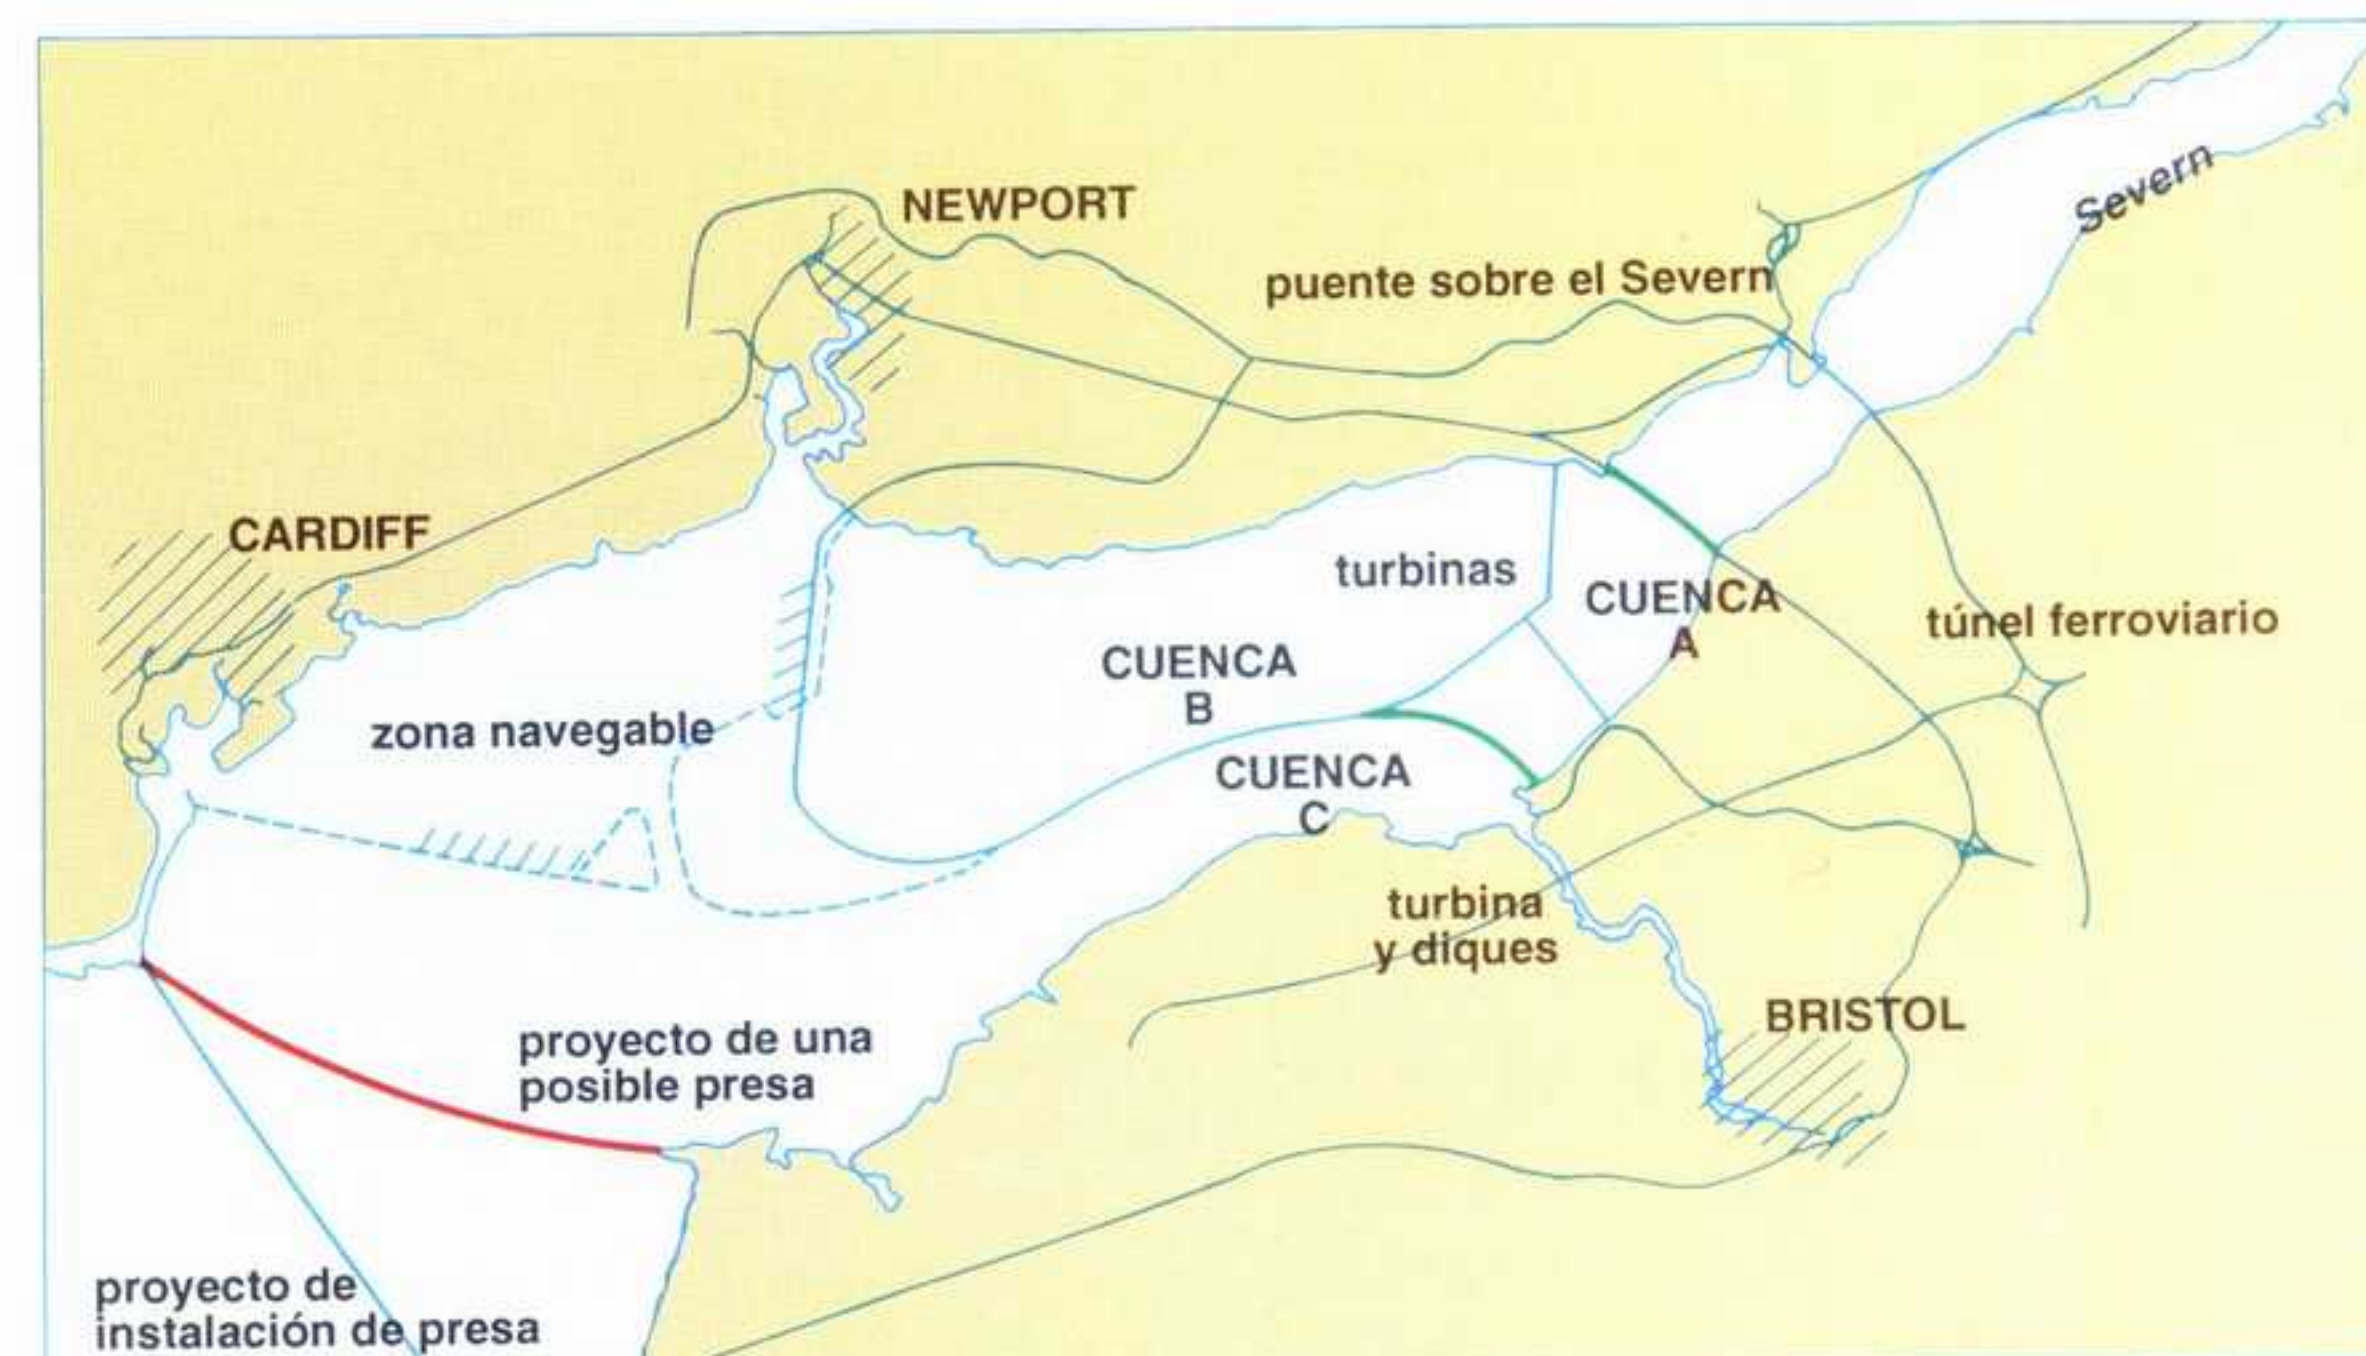 NEWPORT
Severn
puente sobre el Severn
CARDIFF
turbinas
CUENCA
A
túnel ferroviario
CUENCA
B
zona navegable
CUENCA
C
turbina
y diques
BRISTOL
proyecto de una
posible presa
proyecto de
instalación de presa